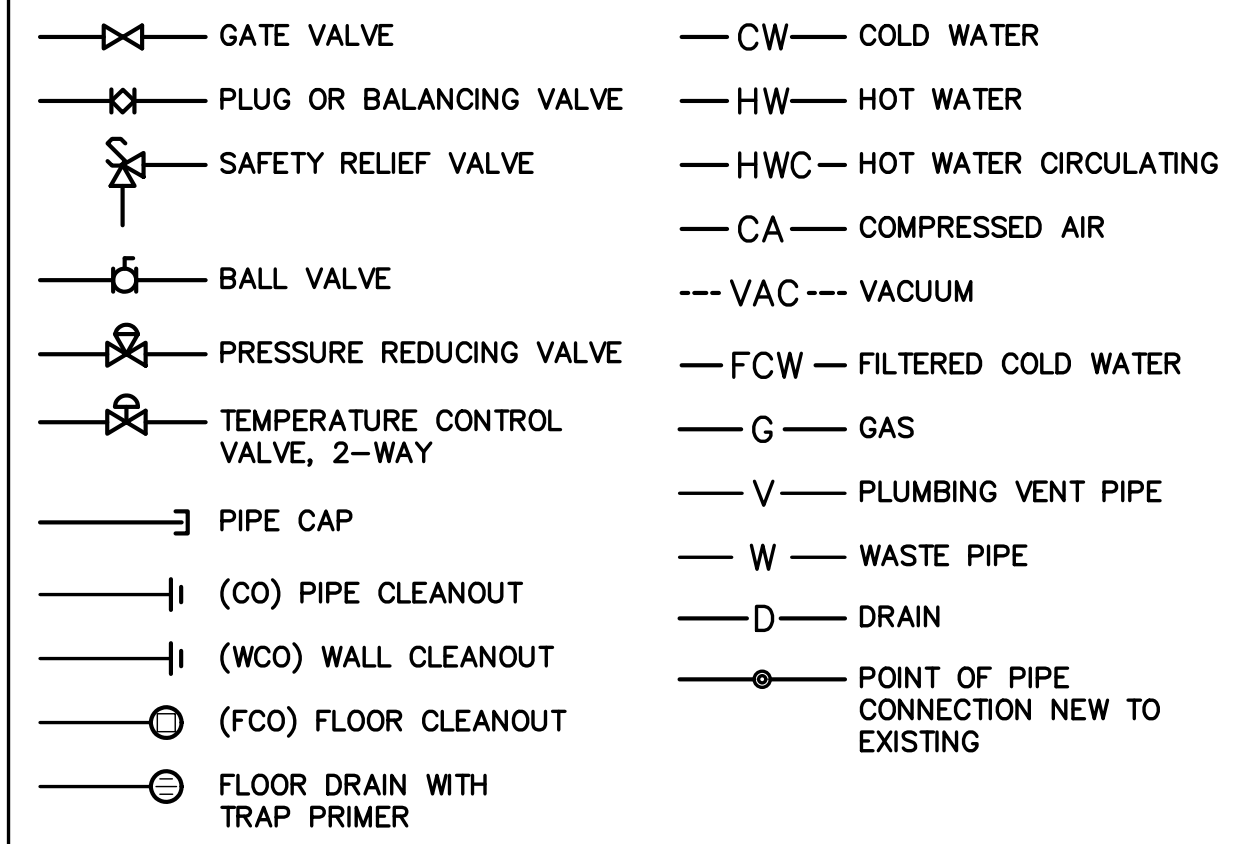 GATE VALVE
PLUG OR BALANCING VALVE
SAFETY RELIEF VALVE
BALL VALVE
PRESSURE REDUCING VALVE
TEMPERATURE CONTROL
VALVE, 2-WAY
PIPE CAP
(CO) PIPE CLEANOUT
(WCO) WALL CLEANOUT
(FCO) FLOOR CLEANOUT
FLOOR DRAIN WITH
TRAP PRIMER
CW COLD WATER
HW HOT WATER
HWC HOT WATER CIRCULATING
CA COMPRESSED AIR
VAC VACUUM
FCW FILTERED COLD WATER
G GAS
V PLUMBING VENT PIPE
W WASTE PIPE
D DRAIN
POINT OF PIPE
CONNECTION NEW TO
EXISTING